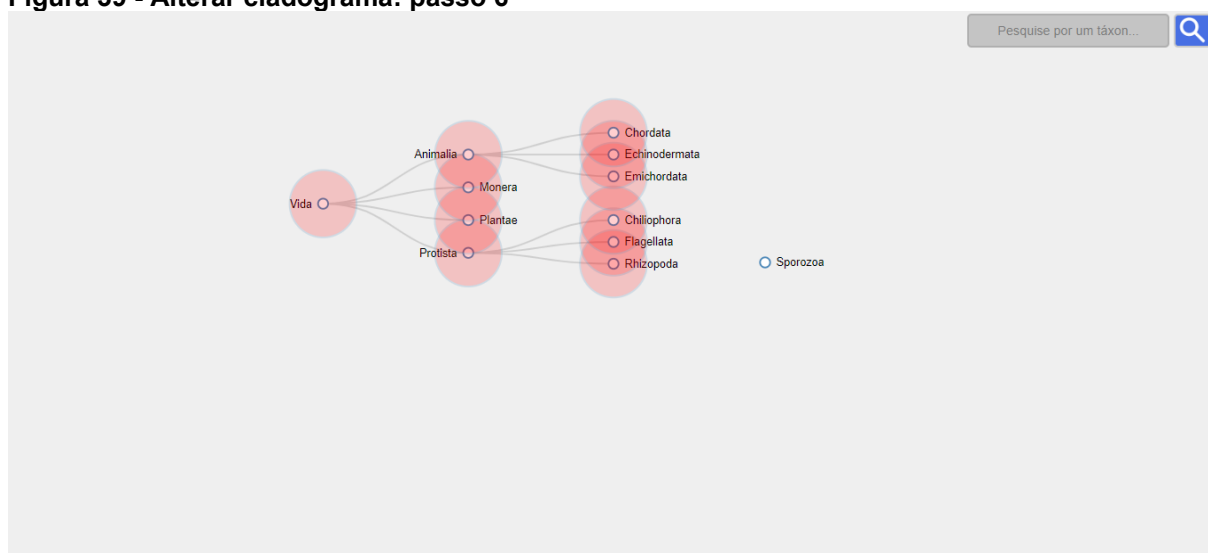 Figura 39 - Alterar cladograma: passo 6
Pesquise por um táxon...
Chordata
Animalia
Echinodermata
Emichordata
Monera
Vida
Plantae
Chiliophora
Flagellata
Protista
Rhizopoda
Sporozoa